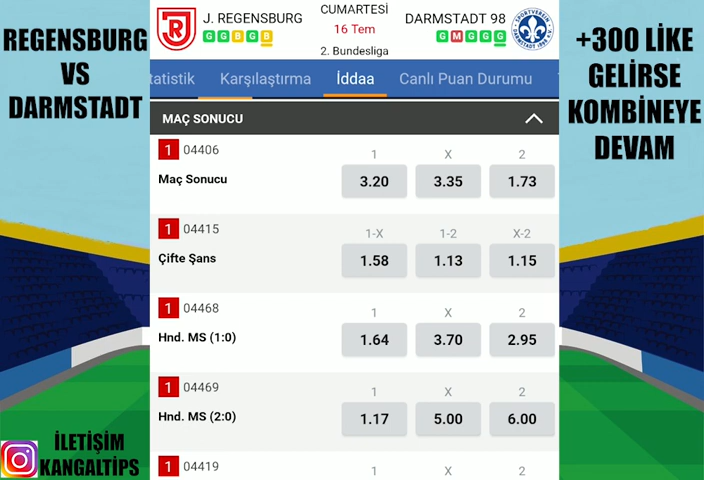 REGENSBURG
VS
DARMSTADT
J. REGENSBURG
G G B G B
CUMARTESİ
16 Tem
2. Bundesliga
DARMSTADT 98
G M G G G
+300 LİKE
GELİRSE
KOMBİNEYE
DEVAM
tatistik Karşılaştırma İddaa Canlı Puan Durumu
MAÇ SONUCU
1 04406 1 X 2
Maç Sonucu 3.20 3.35 1.73
1 04415 1-X 1-2 X-2
Çifte Şans 1.58 1.13 1.15
1 04468 1 X 2
Hnd. MS (1:0) 1.64 3.70 2.95
1 04469 1 X 2
Hnd. MS (2:0) 1.17 5.00 6.00
1 04419 1 X 2
İLETİŞİM
KANGALTİPS